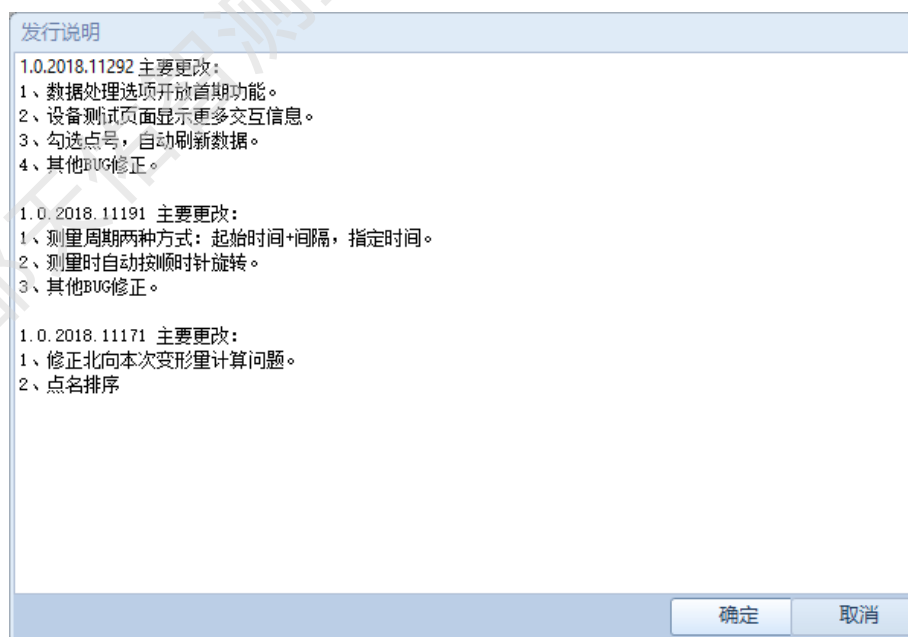 发行说明
1.0.2018.11292 主要更改：
1、数据处理选项开放首期功能。
2、设备测试页面显示更多交互信息。
3、勾选点号，自动刷新数据。
4、其他BUG修正。
1.0.2018.11191 主要更改：
1、测量周期两种方式：起始时间+间隔，指定时间。
2、测量时自动按顺时针旋转。
3、其他BUG修正。
1.0.2018.11171 主要更改：
1、修正北向本次变形量计算问题。
2、点名排序
确定
取消